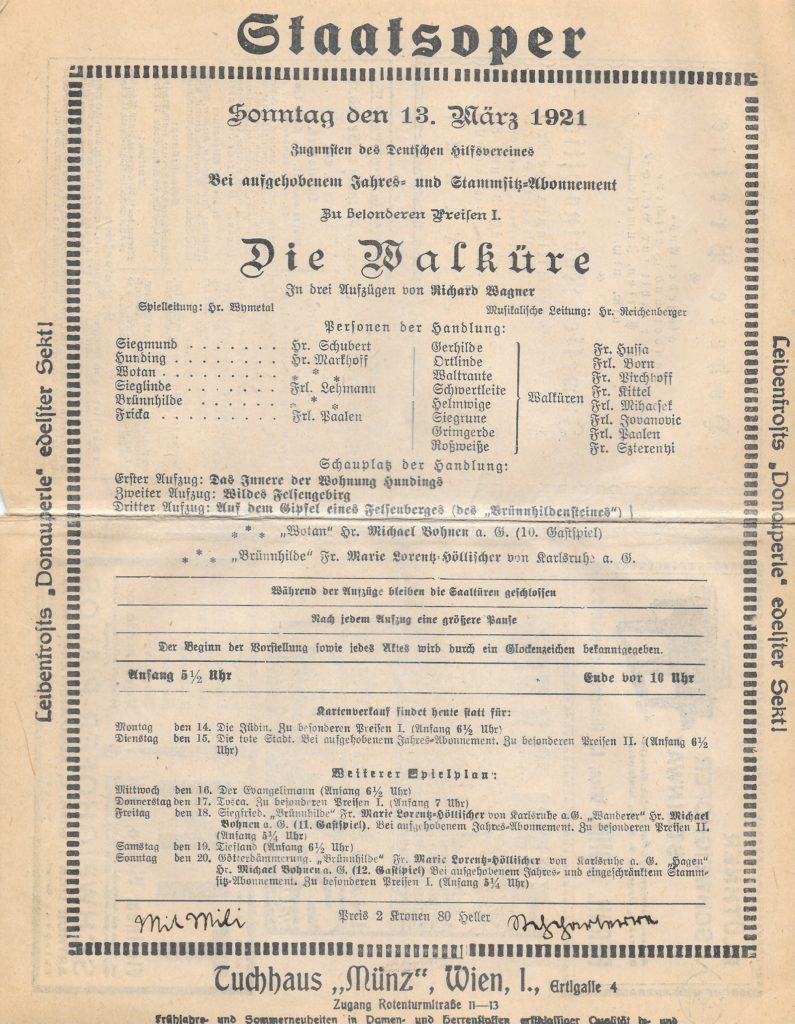 Staatsoper
Sonntag den 13. März 1921
Zugunsten des Deutschen Hilfsvereines
Bei aufgehobenem Jahres- und Stammsitz-Abonnement
Zu besonderen Preisen I.
Die Walküre
In drei Aufzügen von Richard Wagner
Spielleitung: Hr. Wymetal Musikalische Leitung: Hr. Reichenberger
Personen der Handlung:
Siegmund . . . . . . . Hr. Schubert
Hunding . . . . . . . . Hr. Markhoff
Wotan . . . . . . . . . * * *
Sieglinde . . . . . . . . Frl. Lehmann
Brünnhilde . . . . . . . * * *
Fricka . . . . . . . . . Frl. Paalen
Gerhilde Fr. Hussa
Ortlinde Frl. Born
Waltraute Fr. Pirchhoff
Schwertleite Fr. Kittel
Walküren
Helmwige Frl. Mihacsek
Siegrune Frl. Jovanovic
Grimgerde Frl. Paalen
Roßweiße Fr. Szterenyi
Schauplatz der Handlung:
Erster Aufzug: Das Innere der Wohnung Hundings
Zweiter Aufzug: Wildes Felsengebirg
Dritter Aufzug: Auf dem Gipfel eines Felsenberges (des „Brünnhildensteines")
* * * „Wotan" Hr. Michael Bohnen a. G. (10. Gastspiel)
* * * „Brünnhilde" Fr. Marie Lorentz-Höllischer von Karlsruhe a. G.
Während der Aufzüge bleiben die Saaltüren geschlossen
Nach jedem Aufzug eine größere Pause
Der Beginn der Vorstellung sowie jedes Aktes wird durch ein Glockenzeichen bekanntgegeben.
Anfang 5½ Uhr Ende vor 10 Uhr
Kartenverkauf findet heute statt für:
Montag den 14. Die Jüdin. Zu besonderen Preisen I. (Anfang 6½ Uhr)
Dienstag den 15. Die tote Stadt. Bei aufgehobenem Jahres-Abonnement. Zu besonderen Preisen II. (Anfang 6½
Uhr)
Weiterer Spielplan:
Mittwoch den 16. Der Evangelimann (Anfang 6½ Uhr)
Donnerstag den 17. Tosca. Zu besonderen Preisen I. (Anfang 7 Uhr)
Freitag den 18. Siegfried. „Brünnhilde" Fr. Marie Lorentz-Höllischer von Karlsruhe a.G. „Wanderer" Hr. Michael
Bohnen a. G. (11. Gastspiel). Bei aufgehobenem Jahres-Abonnement. Zu besonderen Preisen II.
(Anfang 5¼ Uhr)
Samstag den 19. Tiefland (Anfang 6½ Uhr)
Sonntag den 20. Götterdämmerung. „Brünnhilde" Fr. Marie Lorentz-Höllischer von Karlsruhe a. G. „Hagen"
Hr. Michael Bohnen a. G. (12. Gastspiel) Bei aufgehobenem Jahres- und eingeschränktem Stamm-
sitz-Abonnement. Zu besonderen Preisen I. (Anfang 5¼ Uhr)
Mit Mili
Preis 2 Kronen 80 Heller
Tuchhaus „Münz", Wien, I., Ertlgasse 4
Zugang Rotenturmstraße 11—13
Frühjahrs- und Sommerneuheiten in Damen- und Herrenstoffen erstklassiger Qualität in- und
Leibenfrosts „Donauperle" edelster Sekt!
Leibenfrosts „Donauperle" edelster Sekt!